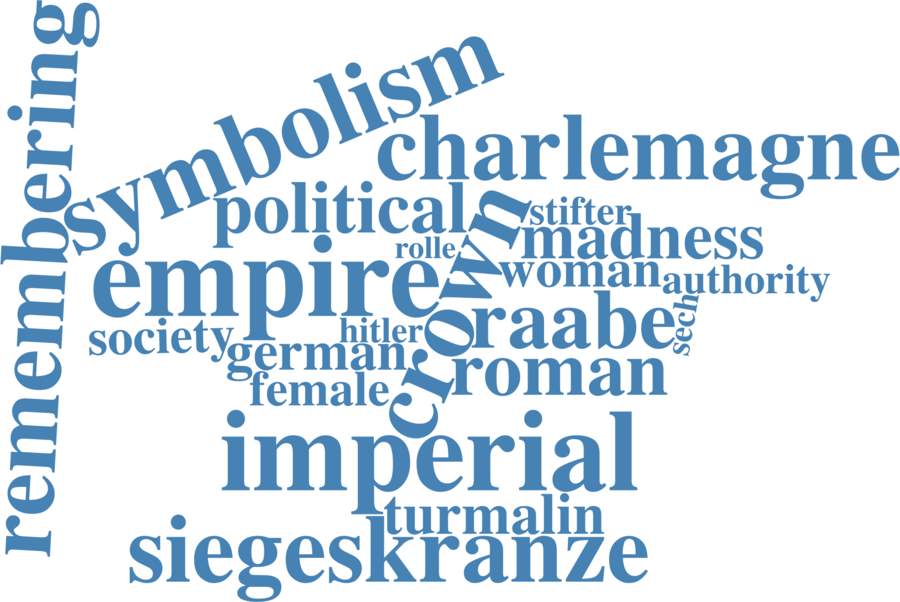 remembering
symbolism
charlemagne
political
stifter
crown
madness
rolle
empire
woman
authority
raabe
sech
society
hitler
german
roman
female
imperial
turmalin
siegeskranze